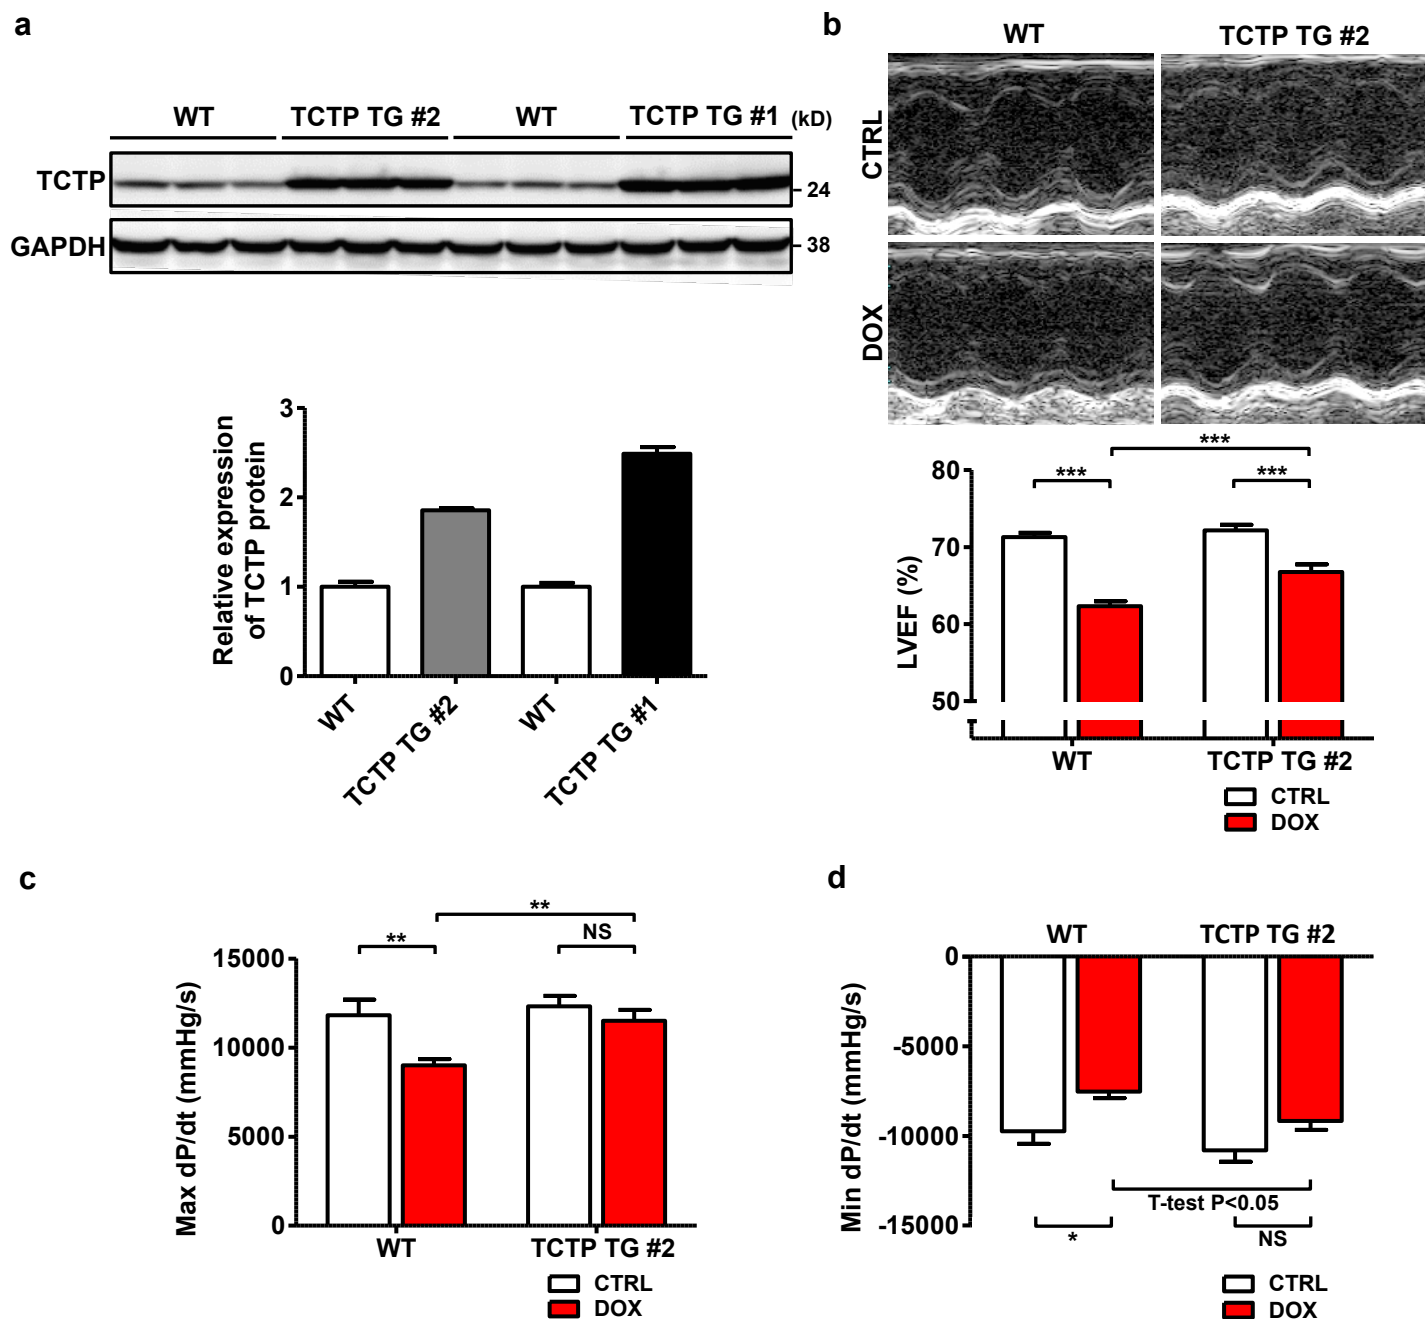 a
WT TCTP TG #2 WT TCTP TG #1 (kD)
TCTP
24
GAPDH
38
Relative expression
of TCTP protein
3
2
1
0
WT
TCTP TG #2
WT
TCTP TG #1
b
WT TCTP TG #2
CTRL
DOX
***
*** ***
LVEF (%)
80
70
60
50
WT TCTP TG #2
CTRL
DOX
c
**
** NS
Max dP/dt (mmHg/s)
15000
10000
5000
0
WT TCTP TG #2
CTRL
DOX
d
WT TCTP TG #2
Min dP/dt (mmHg/s)
0
-5000
-10000
-15000
T-test P<0.05
* NS
CTRL
DOX